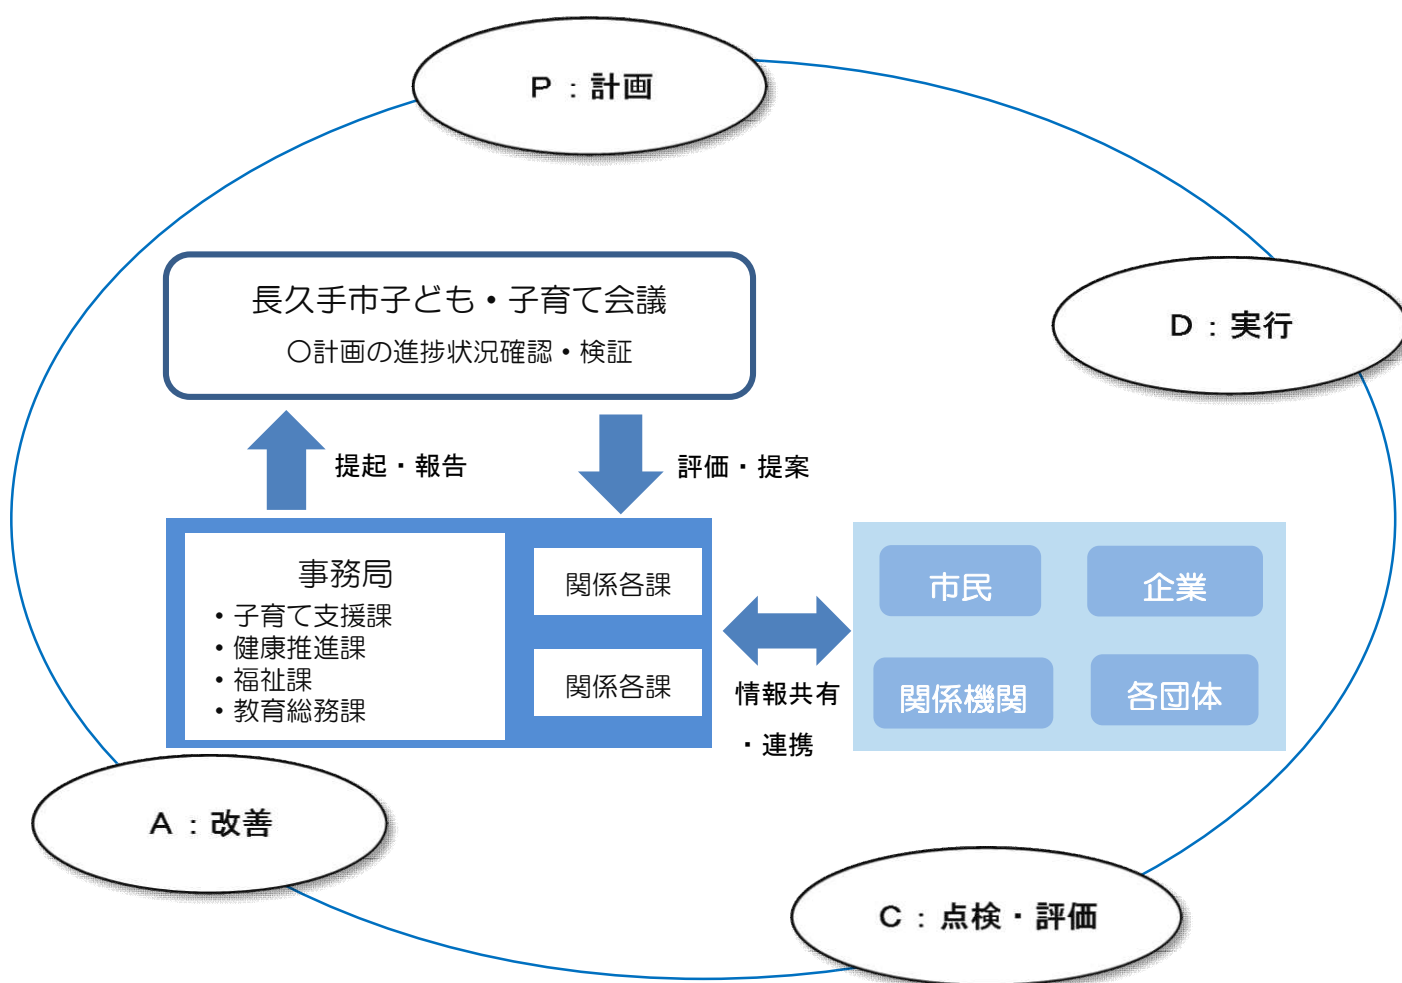 P：計画
D：実行
長久手市子ども・子育て会議
〇計画の進捗状況確認・検証
提起・報告
評価・提案
事務局
・子育て支援課
・健康推進課
・福祉課
・教育総務課
関係各課
関係各課
情報共有
・連携
市民
企業
関係機関
各団体
A：改善
C：点検・評価